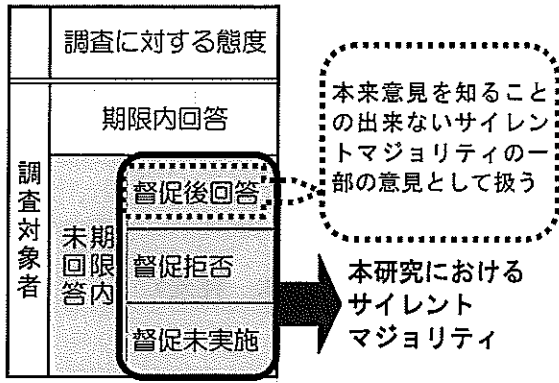 調査に対する態度
期限内回答
調査対象者
期限内
未回答
督促後回答
督促拒否
督促未実施
本来意見を知ること
の出来ないサイレン
トマジョリティの一
部の意見として扱う
本研究における
サイレント
マジョリティ